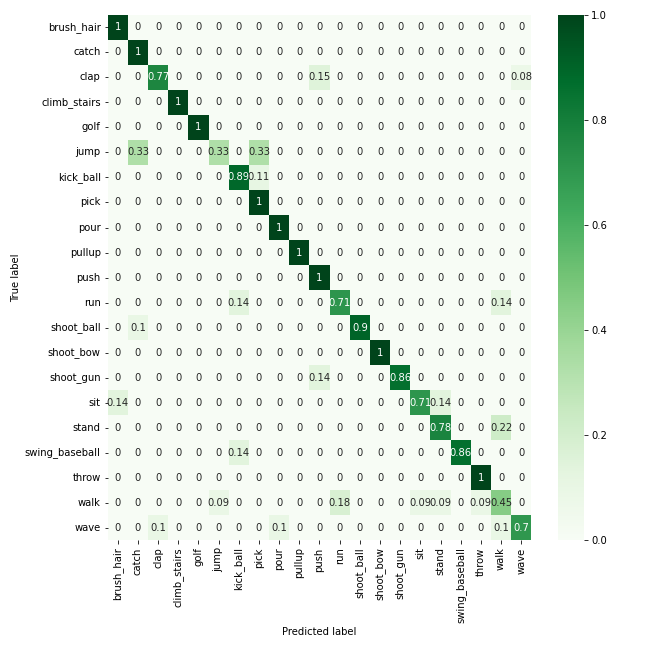 brush_hair 1 0 0 0 0 0 0 0 0 0 0 0 0 0 0 0 0 0 0 0 0
catch 0 1 0 0 0 0 0 0 0 0 0 0 0 0 0 0 0 0 0 0 0
clap 0 0 0.77 0 0 0 0 0 0 0 0.15 0 0 0 0 0 0 0 0 0 0.08
climb_stairs 0 0 0 1 0 0 0 0 0 0 0 0 0 0 0 0 0 0 0 0 0
golf 0 0 0 0 1 0 0 0 0 0 0 0 0 0 0 0 0 0 0 0 0
jump 0 0.33 0 0 0 0.33 0 0.33 0 0 0 0 0 0 0 0 0 0 0 0 0
kick_ball 0 0 0 0 0 0 0.89 0.11 0 0 0 0 0 0 0 0 0 0 0 0 0
pick 0 0 0 0 0 0 0 1 0 0 0 0 0 0 0 0 0 0 0 0 0
pour 0 0 0 0 0 0 0 0 1 0 0 0 0 0 0 0 0 0 0 0 0
pullup 0 0 0 0 0 0 0 0 0 1 0 0 0 0 0 0 0 0 0 0 0
push 0 0 0 0 0 0 0 0 0 0 1 0 0 0 0 0 0 0 0 0 0
run 0 0 0 0 0 0 0.14 0 0 0 0 0.71 0 0 0 0 0 0 0 0.14 0
shoot_ball 0 0.1 0 0 0 0 0 0 0 0 0 0 0.9 0 0 0 0 0 0 0 0
shoot_bow 0 0 0 0 0 0 0 0 0 0 0 0 0 1 0 0 0 0 0 0 0
shoot_gun 0 0 0 0 0 0 0 0 0 0 0.14 0 0 0 0.86 0 0 0 0 0 0
sit 0.14 0 0 0 0 0 0 0 0 0 0 0 0 0 0 0.71 0.14 0 0 0 0
stand 0 0 0 0 0 0 0 0 0 0 0 0 0 0 0 0 0.78 0 0 0.22 0
swing_baseball 0 0 0 0 0 0 0.14 0 0 0 0 0 0 0 0 0 0 0.86 0 0 0
throw 0 0 0 0 0 0 0 0 0 0 0 0 0 0 0 0 0 0 1 0 0
walk 0 0 0 0 0 0.09 0 0 0 0 0 0.18 0 0 0 0.09 0.09 0 0.09 0.45 0
wave 0 0 0.1 0 0 0 0 0 0.1 0 0 0 0 0 0 0 0 0 0 0.1 0.7
brush_hair catch clap climb_stairs golf jump kick_ball pick pour pullup push run shoot_ball shoot_bow shoot_gun sit stand swing_baseball throw walk wave
Predicted label
True label
1.0
0.8
0.6
0.4
0.2
0.0